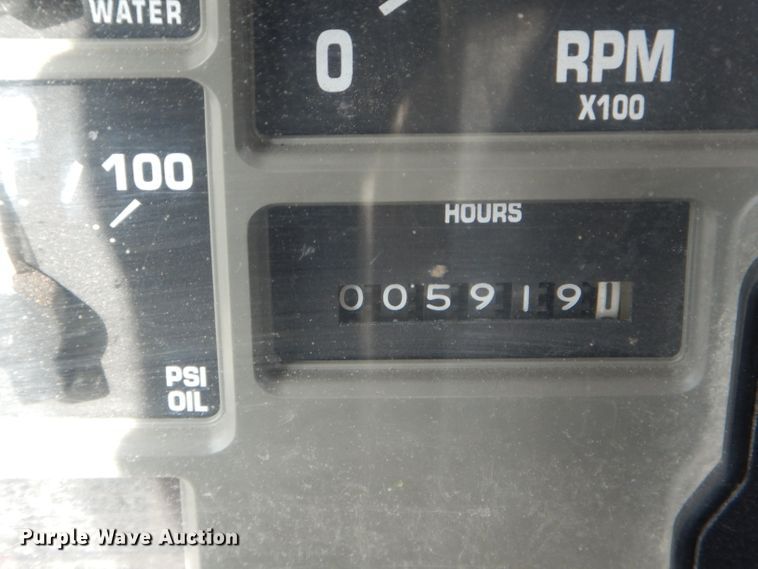 WATER
0
RPM
X100
100
HOURS
0059191
PSI
OIL
Purple Wave Auction